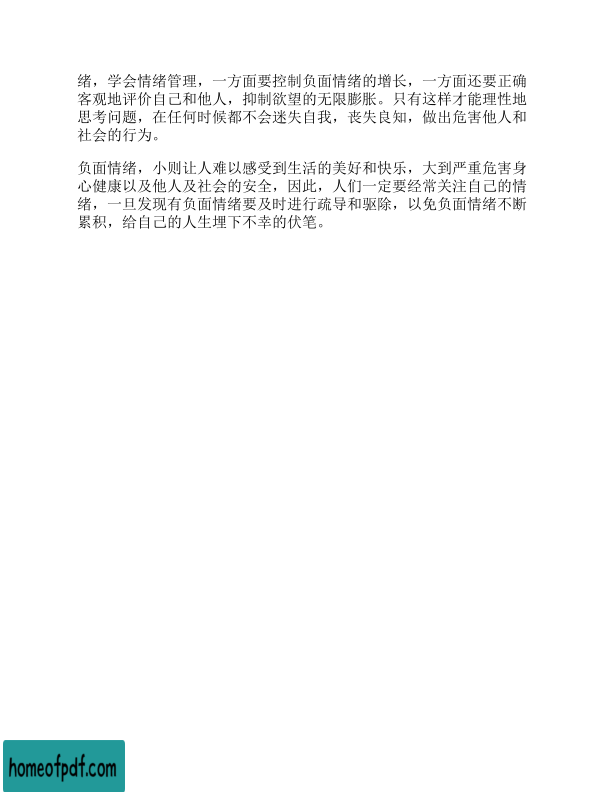 绪，学会情绪管理，一方面要控制负面情绪的增长，一方面还要正确
客观地评价自己和他人，抑制欲望的无限膨胀。只有这样才能理性地
思考问题，在任何时候都不会迷失自我，丧失良知，做出危害他人和
社会的行为。
负面情绪，小则让人难以感受到生活的美好和快乐，大到严重危害身
心健康以及他人及社会的安全，因此，人们一定要经常关注自己的情
绪，一旦发现有负面情绪要及时进行疏导和驱除，以免负面情绪不断
累积，给自己的人生埋下不幸的伏笔。
homeofpdf.com